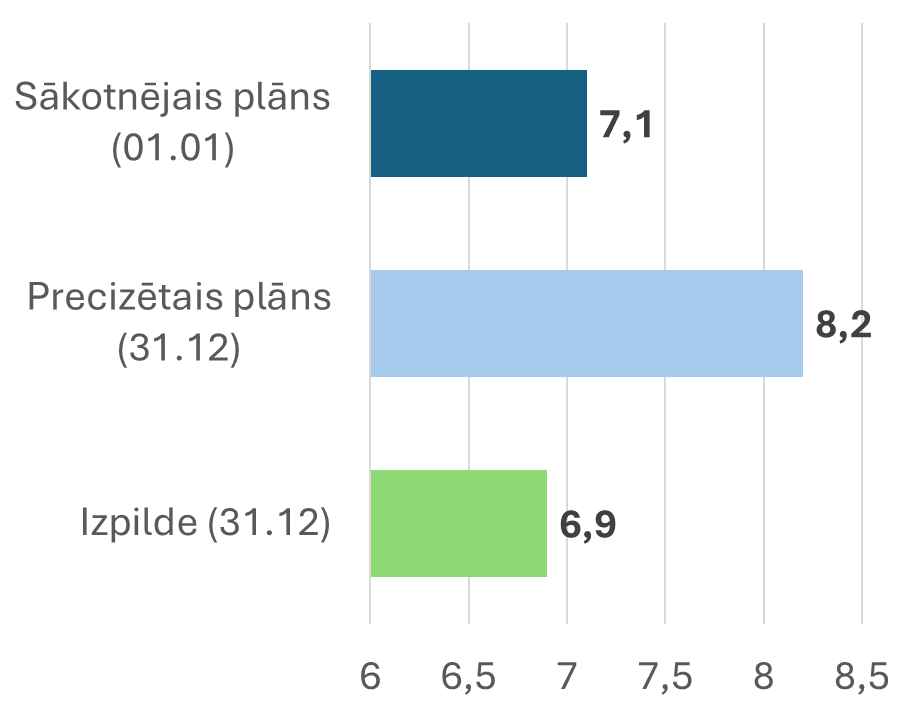 Sākotnējais plāns
(01.01)
7,1
Precizētais plāns
(31.12)
8,2
Izpilde (31.12)
6,9
6 6,5 7 7,5 8 8,5